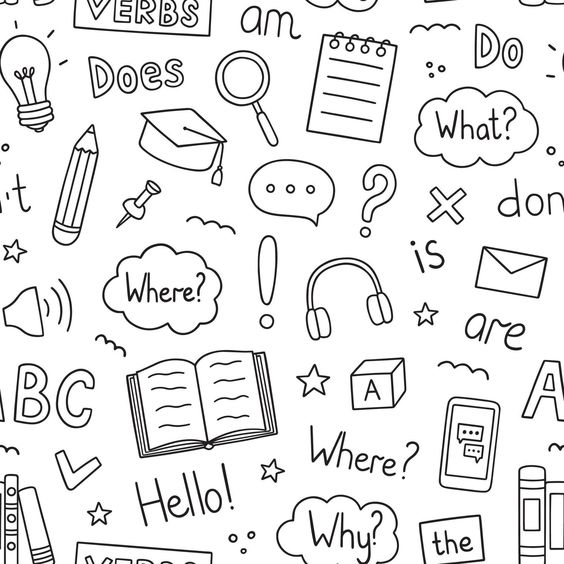 VERBS
am
Do
Does
What?
't
don
is
Where?
are
ABC
A
A
Where?
Hello!
Why?
the
VERBS